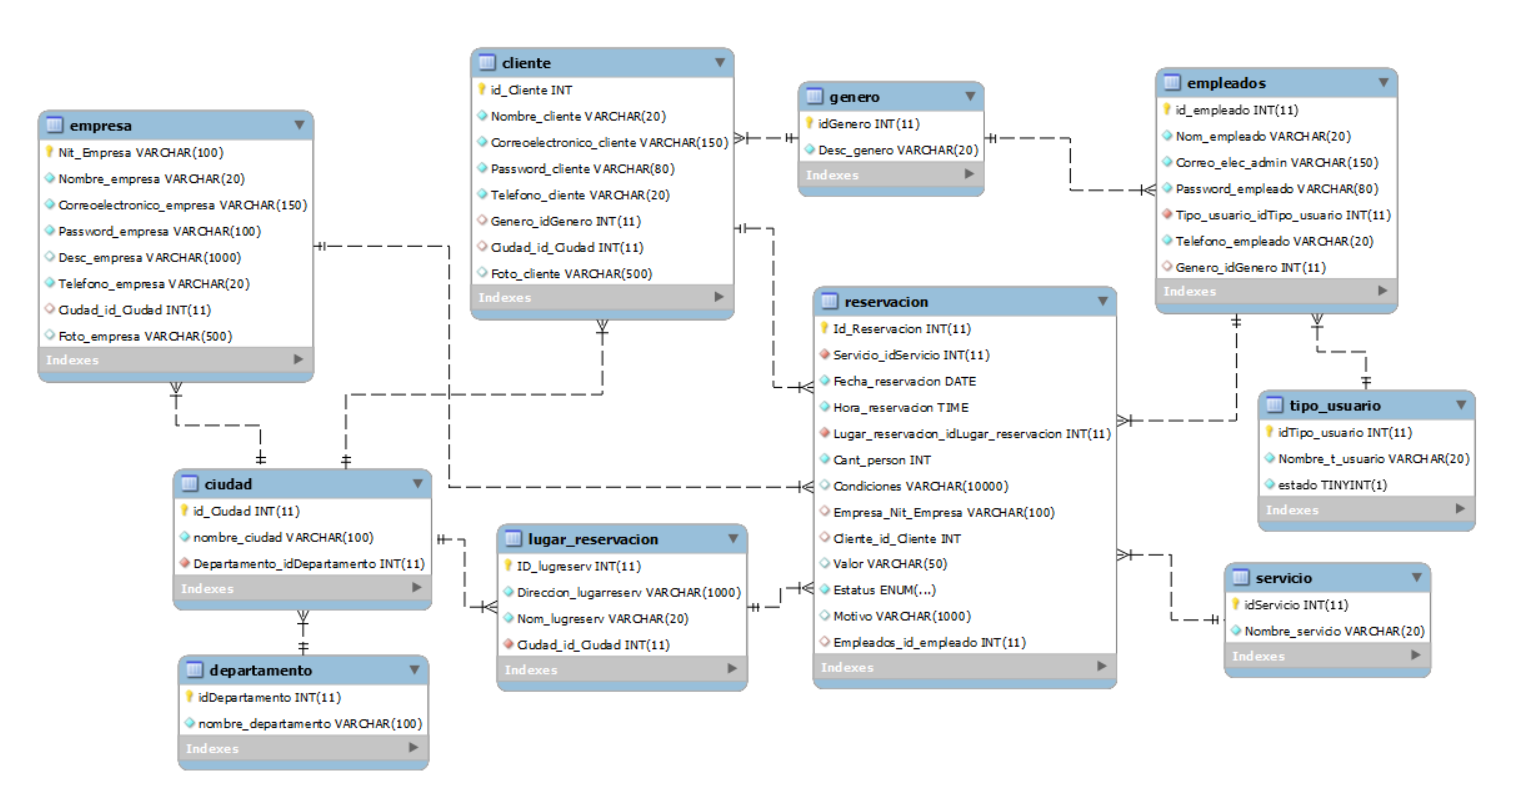 empresa
Nit_Empresa VARCHAR(100)
Nombre_empresa VARCHAR(20)
Correoelectronico_empresa VARCHAR(150)
Password_empresa VARCHAR(100)
Desc_empresa VARCHAR(1000)
Telefono_empresa VARCHAR(20)
Ciudad_id_Ciudad INT(11)
Foto_empresa VARCHAR(500)
Indexes
cliente
id_Cliente INT
Nombre_cliente VARCHAR(20)
Correoelectronico_cliente VARCHAR(150)
Password_cliente VARCHAR(80)
Telefono_cliente VARCHAR(20)
Genero_idGenero INT(11)
Ciudad_id_Ciudad INT(11)
Foto_cliente VARCHAR(500)
Indexes
genero
idGenero INT(11)
Desc_genero VARCHAR(20)
Indexes
empleados
id_empleado INT(11)
Nom_empleado VARCHAR(20)
Correo_elec_admin VARCHAR(150)
Password_empleado VARCHAR(80)
Tipo_usuario_idTipo_usuario INT(11)
Telefono_empleado VARCHAR(20)
Genero_idGenero INT(11)
Indexes
reservacion
Id_Reservacion INT(11)
Servicio_idServicio INT(11)
Fecha_reservacion DATE
Hora_reservacion TIME
Lugar_reservacion_idLugar_reservacion INT(11)
Cant_person INT
Condiciones VARCHAR(10000)
Empresa_Nit_Empresa VARCHAR(100)
Cliente_id_Cliente INT
Valor VARCHAR(50)
Estatus ENUM(...)
Motivo VARCHAR(1000)
Empleados_id_empleado INT(11)
Indexes
tipo_usuario
idTipo_usuario INT(11)
Nombre_t_usuario VARCHAR(20)
estado TINYINT(1)
Indexes
ciudad
id_Ciudad INT(11)
nombre_ciudad VARCHAR(100)
Departamento_idDepartamento INT(11)
Indexes
lugar_reservacion
ID_lugreserv INT(11)
Direccion_lugarreserv VARCHAR(1000)
Nom_lugreserv VARCHAR(20)
Ciudad_id_Ciudad INT(11)
Indexes
servicio
idServicio INT(11)
Nombre_servicio VARCHAR(20)
Indexes
departamento
idDepartamento INT(11)
nombre_departamento VARCHAR(100)
Indexes